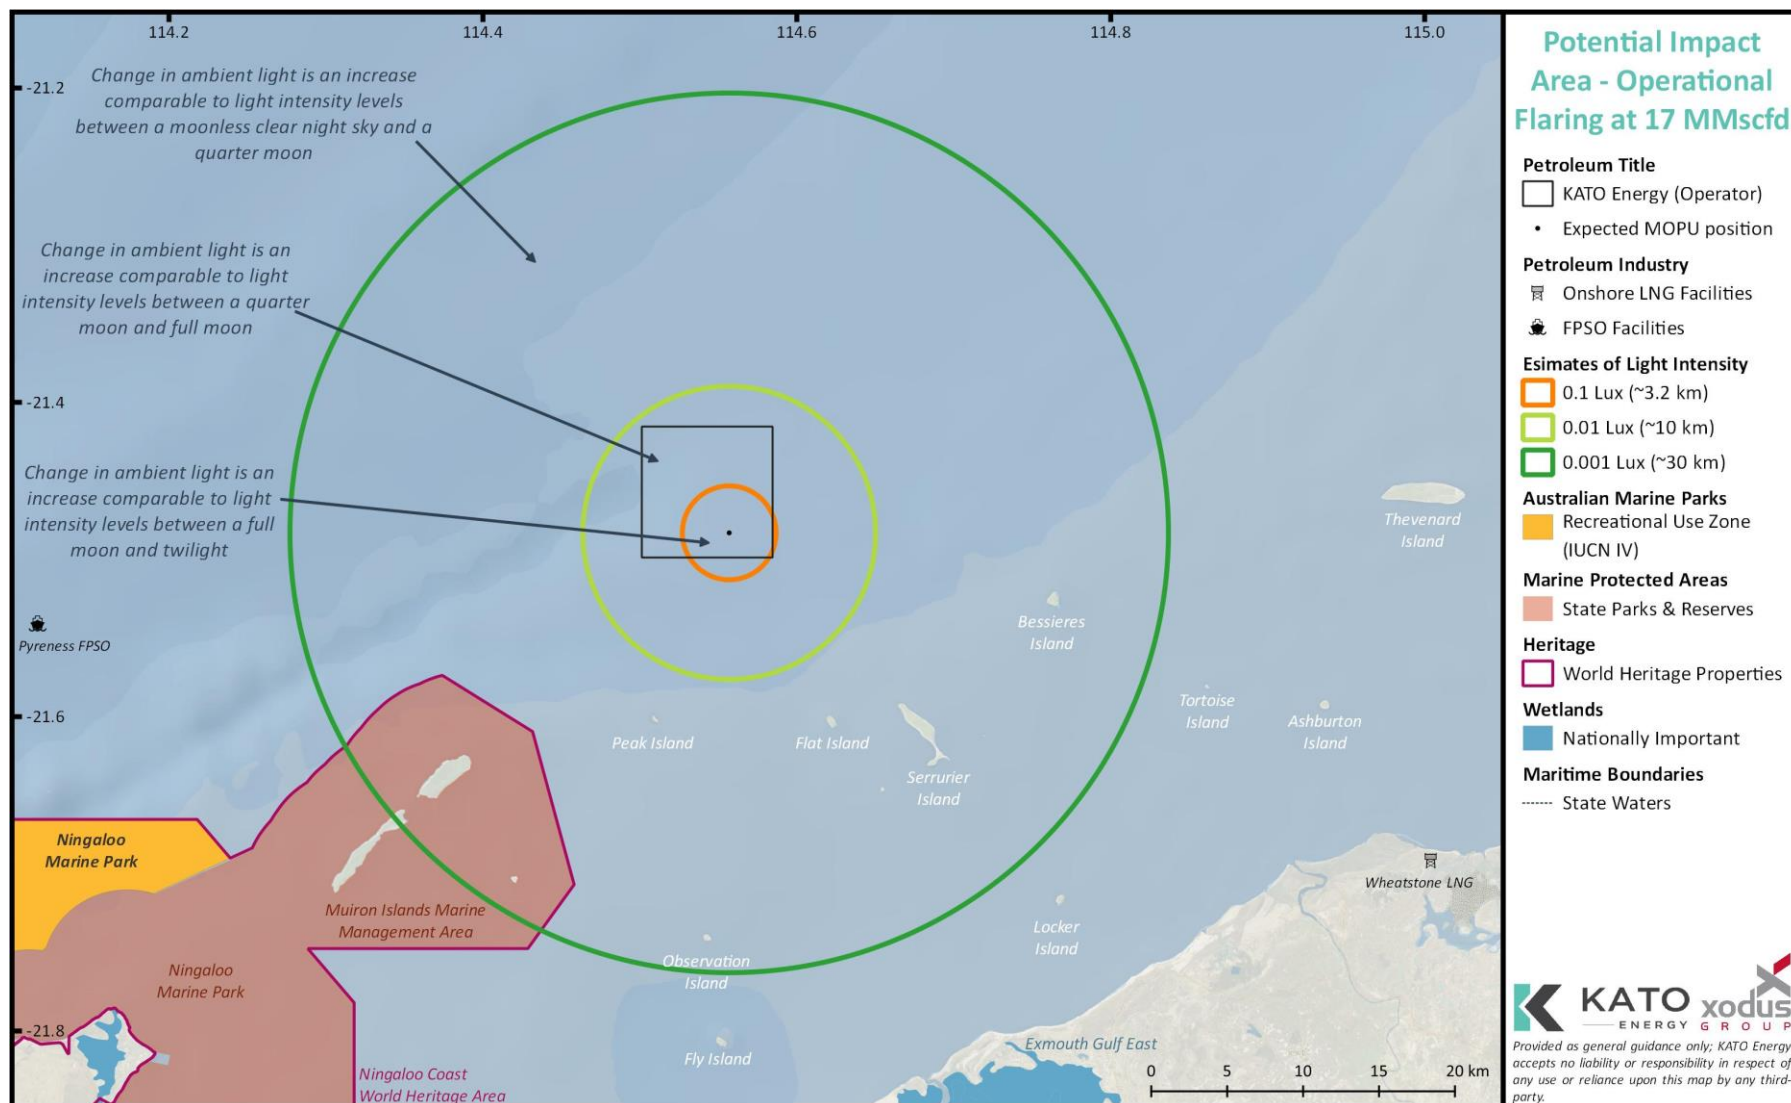 114.2
114.4
114.6
114.8
115.0
-21.2
-21.4
-21.6
-21.8
Change in ambient light is an increase
comparable to light intensity levels
between a moonless clear night sky and a
quarter moon
Change in ambient light is an
increase comparable to light
intensity levels between a quarter
moon and full moon
Change in ambient light is an
increase comparable to light
intensity levels between a full
moon and twilight
Pyreness FPSO
Thevenard
Island
Bessieres
Island
Tortoise
Island
Ashburton
Island
Peak Island
Flat Island
Serrurier
Island
Ningaloo
Marine Park
Muiron Islands Marine
Management Area
Wheatstone LNG
Locker
Island
Observation
Island
Ningaloo
Marine Park
Fly Island
Exmouth Gulf East
Ningaloo Coast
World Heritage Area
0 5 10 15 20 km
Potential Impact
Area - Operational
Flaring at 17 MMscfd
Petroleum Title
KATO Energy (Operator)
Expected MOPU position
Petroleum Industry
Onshore LNG Facilities
FPSO Facilities
Esimates of Light Intensity
0.1 Lux (~3.2 km)
0.01 Lux (~10 km)
0.001 Lux (~30 km)
Australian Marine Parks
Recreational Use Zone
(IUCN IV)
Marine Protected Areas
State Parks & Reserves
Heritage
World Heritage Properties
Wetlands
Nationally Important
Maritime Boundaries
State Waters
KATO
ENERGY
xodus
GROUP
Provided as general guidance only; KATO Energy
accepts no liability or responsibility in respect of
any use or reliance upon this map by any third-
party.